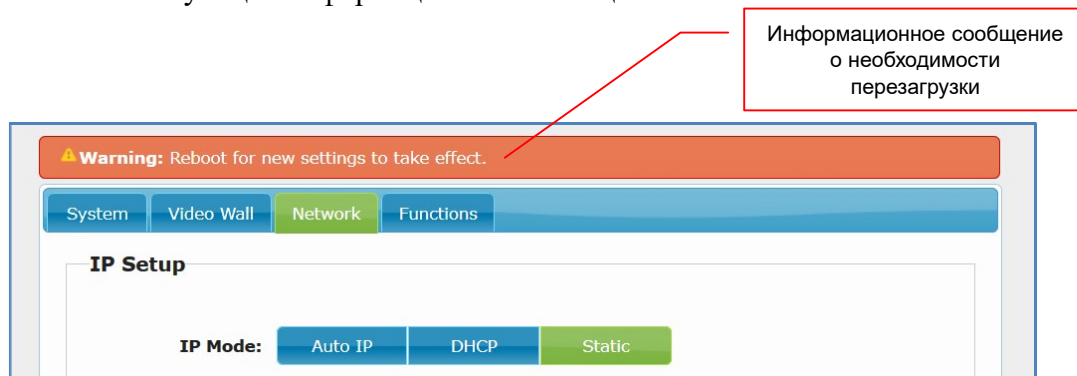 Информационное сообщение
о необходимости
перезагрузки
Warning: Reboot for new settings to take effect.
System Video Wall Network Functions
IP Setup
IP Mode: Auto IP DHCP Static